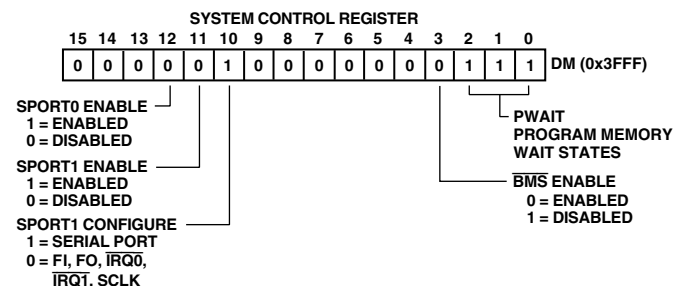 SYSTEM CONTROL REGISTER
15 14 13 12 11 10 9 8 7 6 5 4 3 2 1 0
0 0 0 0 0 1 0 0 0 0 0 0 0 1 1 1 DM (0x3FFF)
SPORT0 ENABLE
1 = ENABLED
0 = DISABLED
SPORT1 ENABLE
1 = ENABLED
0 = DISABLED
SPORT1 CONFIGURE
1 = SERIAL PORT
0 = FI, FO, IRQ0,
IRQ1, SCLK
PWAIT
PROGRAM MEMORY
WAIT STATES
BMS ENABLE
0 = ENABLED
1 = DISABLED